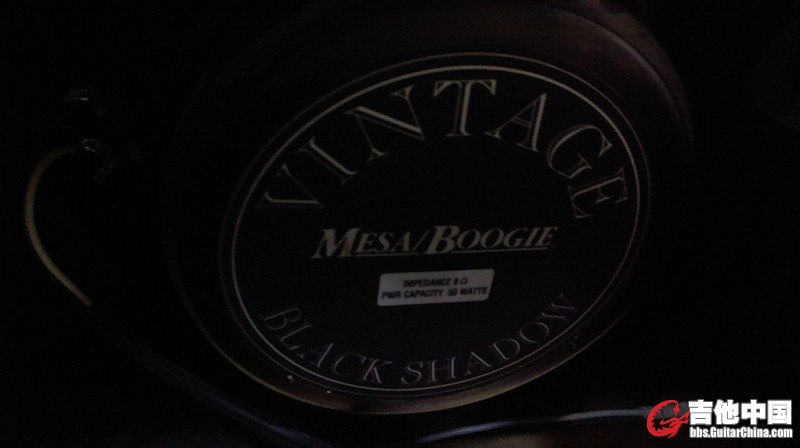 VINTAGE
MESA/BOOGIE
IMPEDANCE 8 Ω
PWR CAPACITY 50 WATTS
BLACK SHADOW
吉他中国
bbs.GuitarChina.com